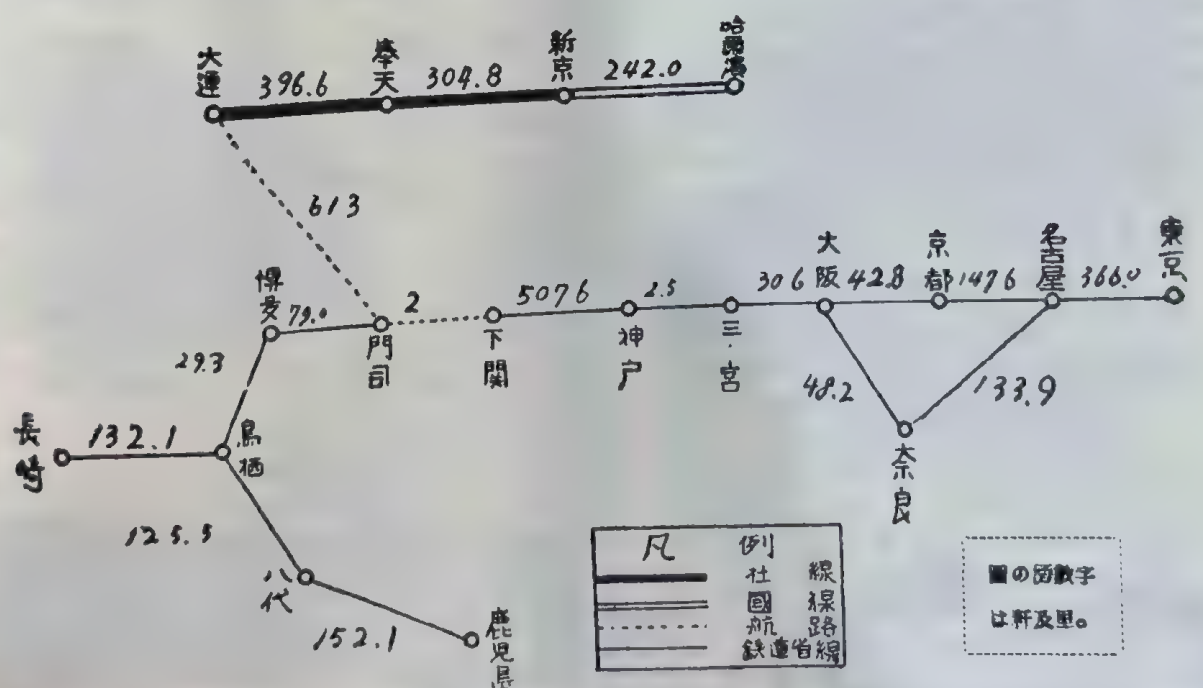 大連
396.6
奉天
304.8
新京
242.0
哈爾濱
613
博多
79.0
門司
2
下関
507.6
神戸
2.5
三ノ宮
30.6
大阪
42.8
京都
147.6
名古屋
366.0
東京
29.3
48.2
133.9
奈良
長崎
132.1
鳥栖
125.5
八代
152.1
鹿児島
凡例
社線
國線
航路
鉄道省線
圖の数字
は粁及浬。